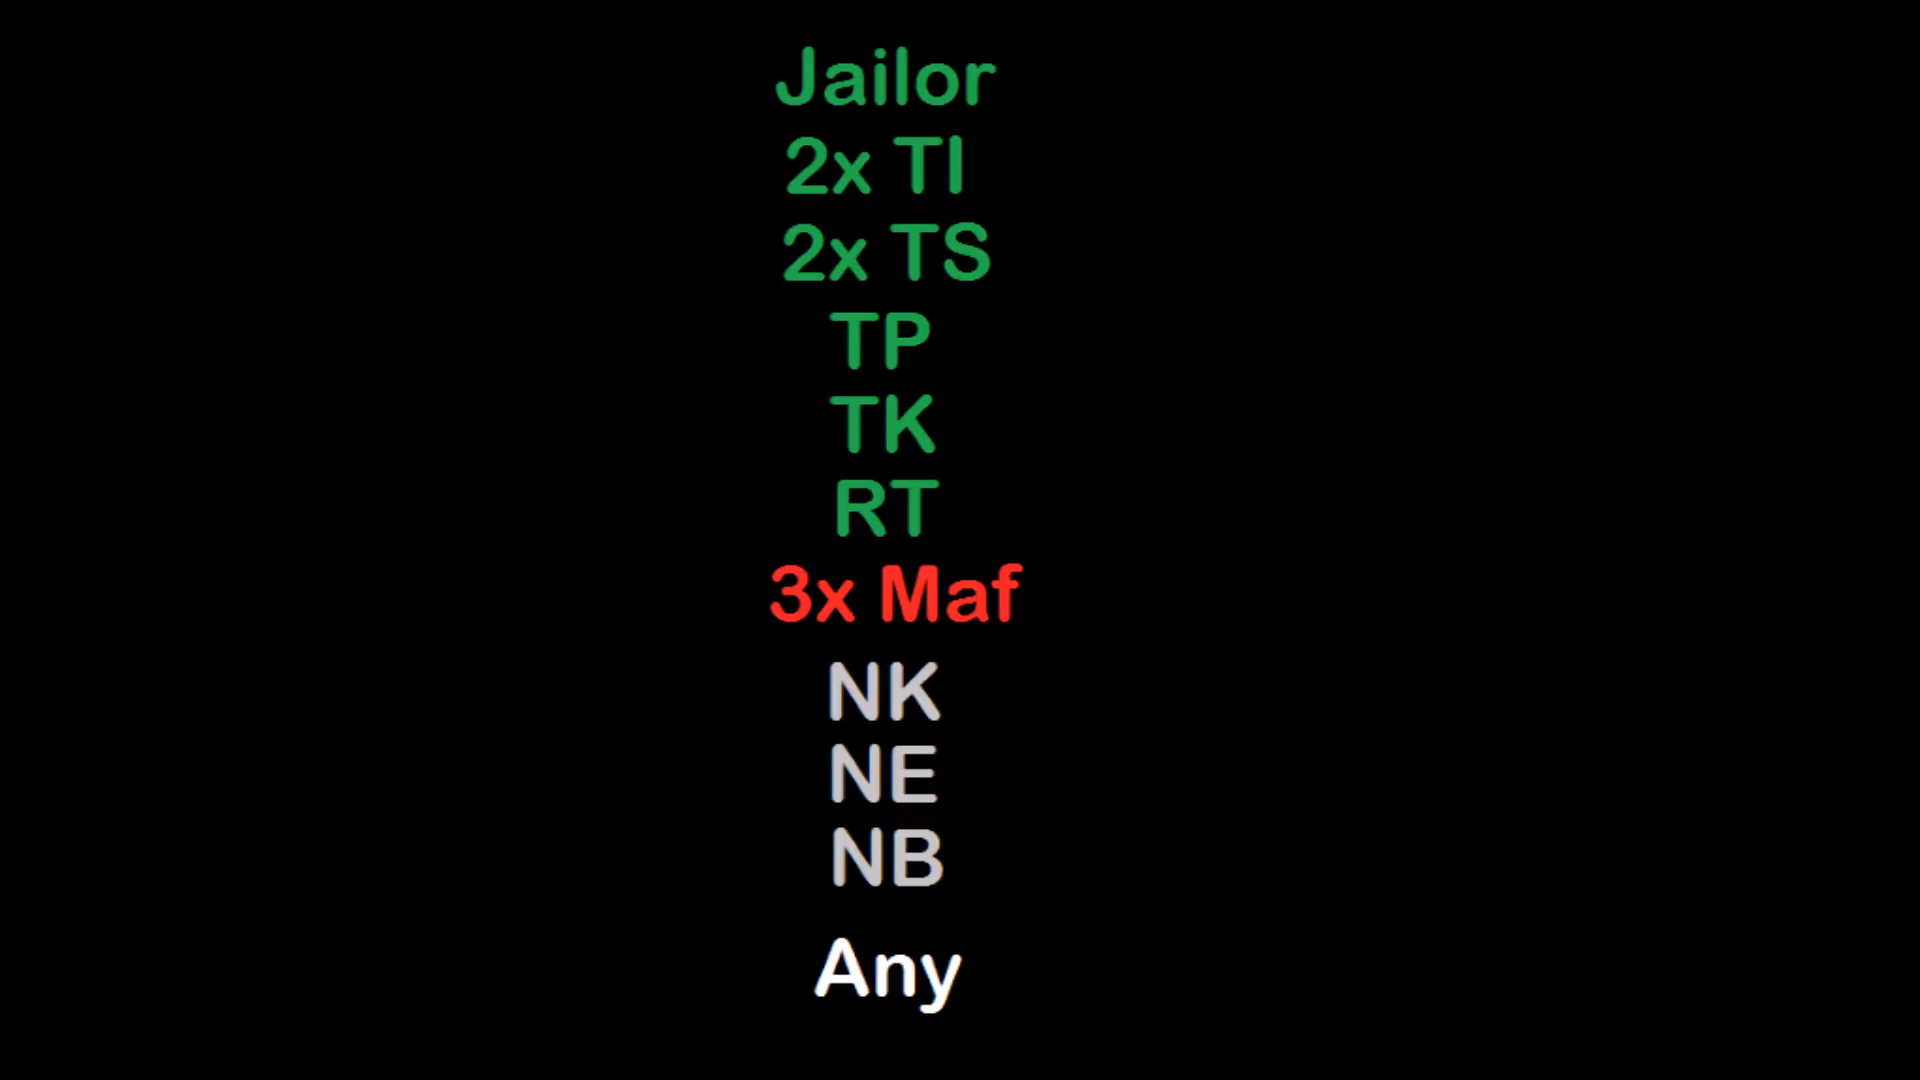 Jailor
2x TI
2x TS
TP
TK
RT
3x Maf
NK
NE
NB
Any